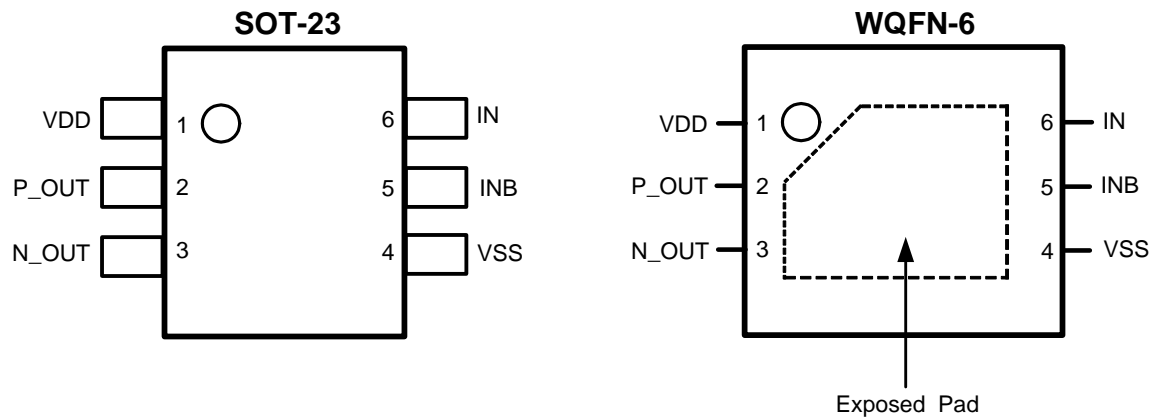 SOT-23
VDD
P_OUT
N_OUT
1
2
3
6
5
4
IN
INB
VSS
WQFN-6
VDD
P_OUT
N_OUT
1
2
3
6
5
4
IN
INB
VSS
Exposed Pad